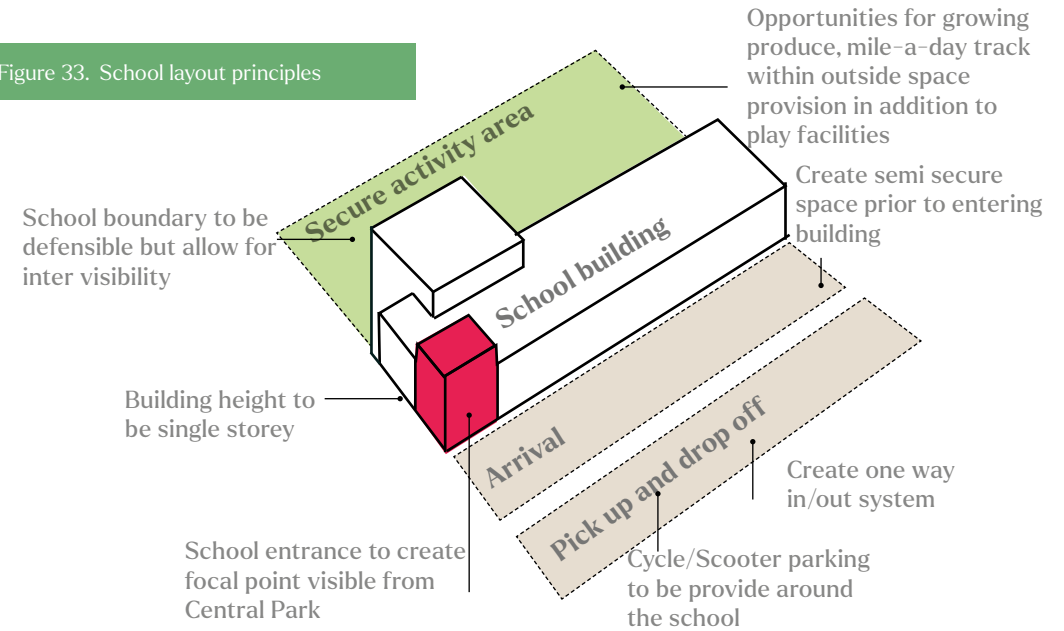 Figure 33. School layout principles
Opportunities for growing
produce, mile-a-day track
within outside space
provision in addition to
play facilities
Secure activity area
Create semi secure
space prior to entering
building
School boundary to be
defensible but allow for
inter visibility
School building
Building height to
be single storey
Arrival
Pick up and drop off
Create one way
in/out system
School entrance to create
focal point visible from
Central Park
Cycle/Scooter parking
to be provide around
the school